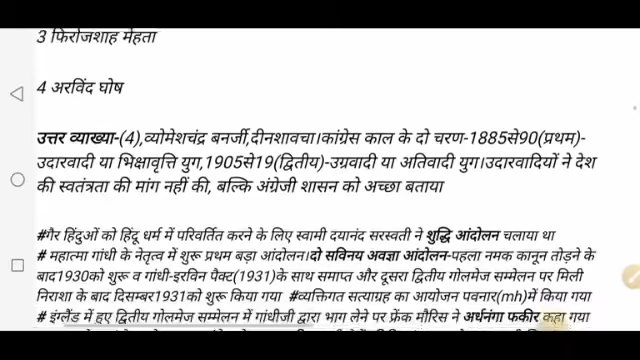 3 फिरोजशाह मेहता
4 अरविंद घोष
उत्तर व्याख्या-(4),व्योमेशचंद्र बनर्जी,दीनशावचा।कांग्रेस काल के दो चरण-1885से90(प्रथम)-
उदारवादी या भिक्षावृत्ति युग,1905से19(द्वितीय)-उग्रवादी या अतिवादी युग।उदारवादियों ने देश
की स्वतंत्रता की मांग नहीं की, बल्कि अंग्रेजी शासन को अच्छा बताया
#गैर हिंदुओं को हिंदू धर्म में परिवर्तित करने के लिए स्वामी दयानंद सरस्वती ने शुद्धि आंदोलन चलाया था
# महात्मा गांधी के नेतृत्व में शुरू प्रथम बड़ा आंदोलन।दो सविनय अवज्ञा आंदोलन-पहला नमक कानून तोड़ने के
बाद1930को शुरू व गांधी-इरविन पैक्ट(1931)के साथ समाप्त और दूसरा द्वितीय गोलमेज सम्मेलन पर मिली
निराशा के बाद दिसम्बर1931को शुरू किया गया #व्यक्तिगत सत्याग्रह का आयोजन पवनार(mh)में किया गया
# इंग्लैंड में हुए द्वितीय गोलमेज सम्मेलन में गांधीजी द्वारा भाग लेने पर फ्रेंक मौरिस ने अर्धनंगा फकीर कहा गया